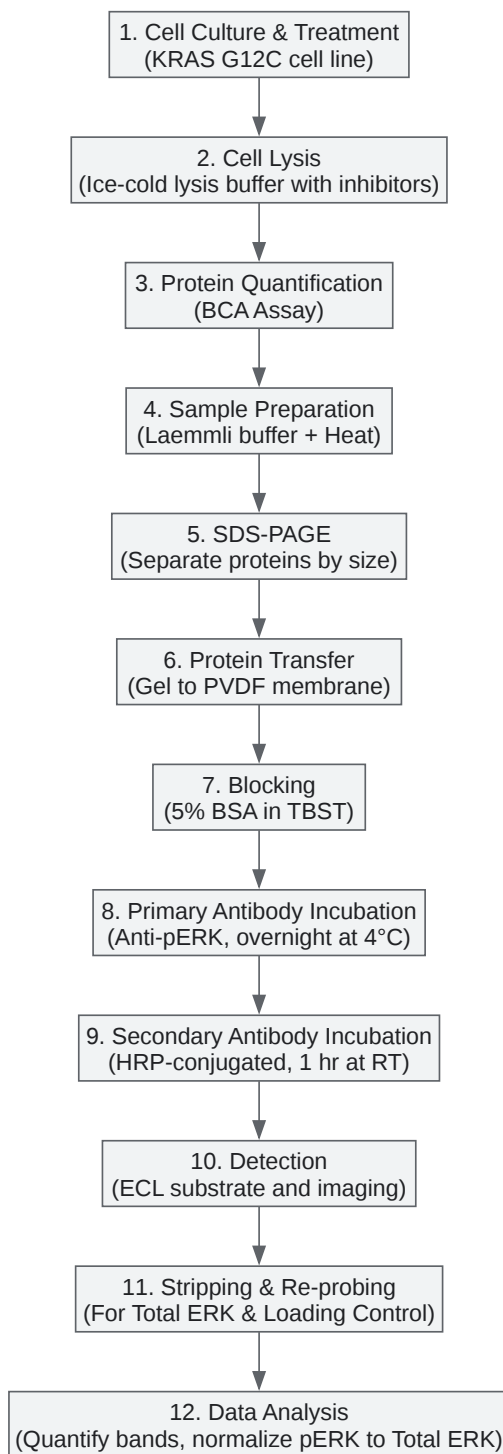 1. Cell Culture & Treatment
(KRAS G12C cell line)
2. Cell Lysis
(Ice-cold lysis buffer with inhibitors)
3. Protein Quantification
(BCA Assay)
4. Sample Preparation
(Laemmli buffer + Heat)
5. SDS-PAGE
(Separate proteins by size)
6. Protein Transfer
(Gel to PVDF membrane)
7. Blocking
(5% BSA in TBST)
8. Primary Antibody Incubation
(Anti-pERK, overnight at 4°C)
9. Secondary Antibody Incubation
(HRP-conjugated, 1 hr at RT)
10. Detection
(ECL substrate and imaging)
11. Stripping & Re-probing
(For Total ERK & Loading Control)
12. Data Analysis
(Quantify bands, normalize pERK to Total ERK)